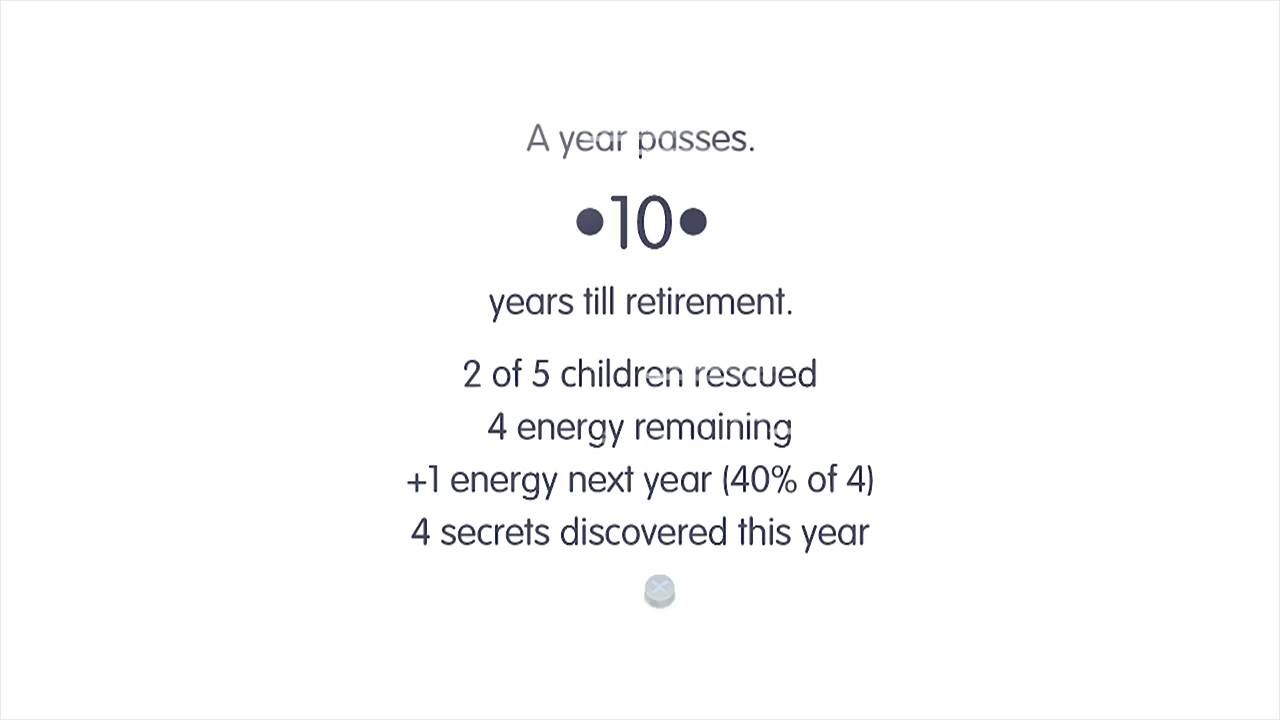 A year passes.
•10•
years till retirement.
2 of 5 children rescued
4 energy remaining
+1 energy next year (40% of 4)
4 secrets discovered this year